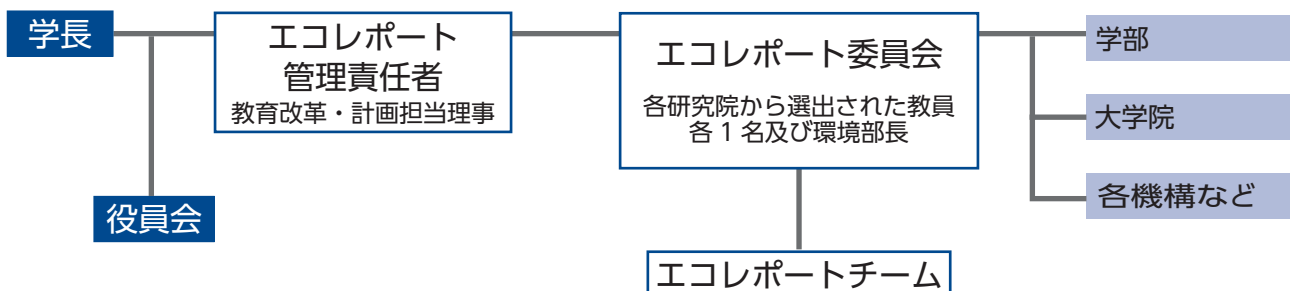 学長
エコレポート
管理責任者
教育改革・計画担当理事
エコレポート委員会
各研究院から選出された教員
各1名及び環境部長
学部
大学院
各機構など
役員会
エコレポートチーム